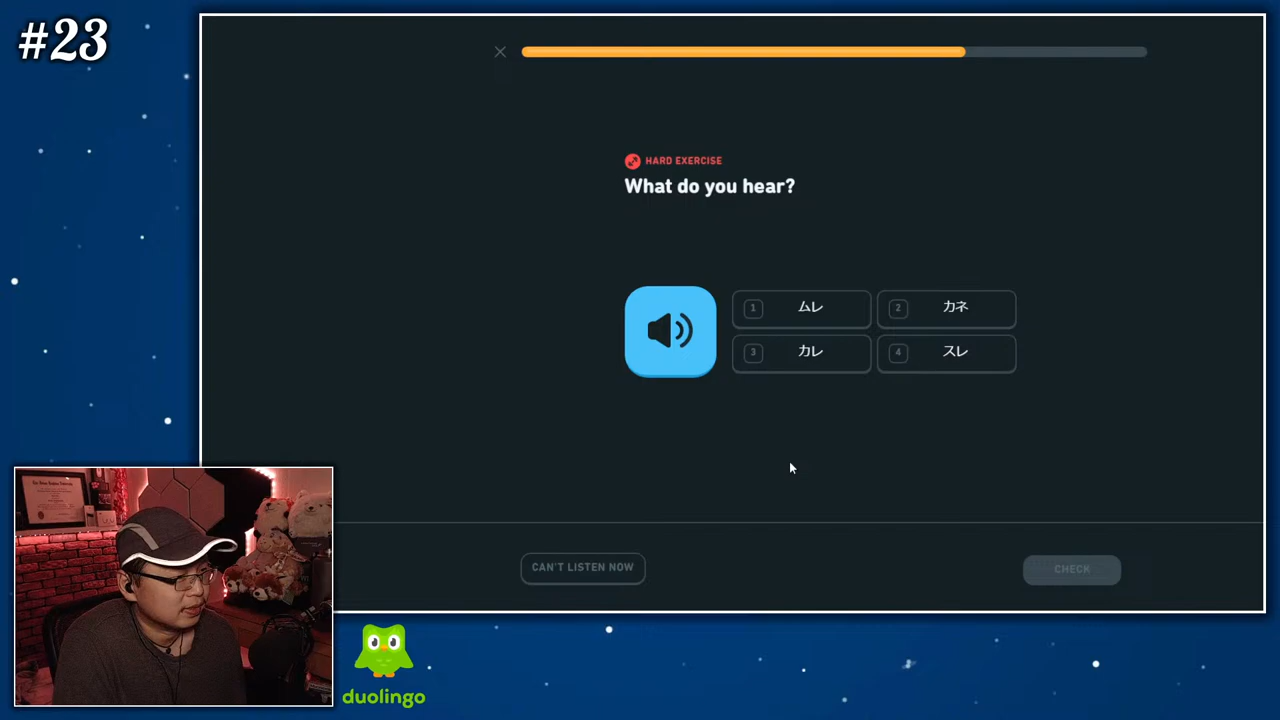 #23
HARD EXERCISE
What do you hear?
1 ムレ
2 カネ
3 カレ
4 スレ
CAN'T LISTEN NOW
CHECK
duolingo